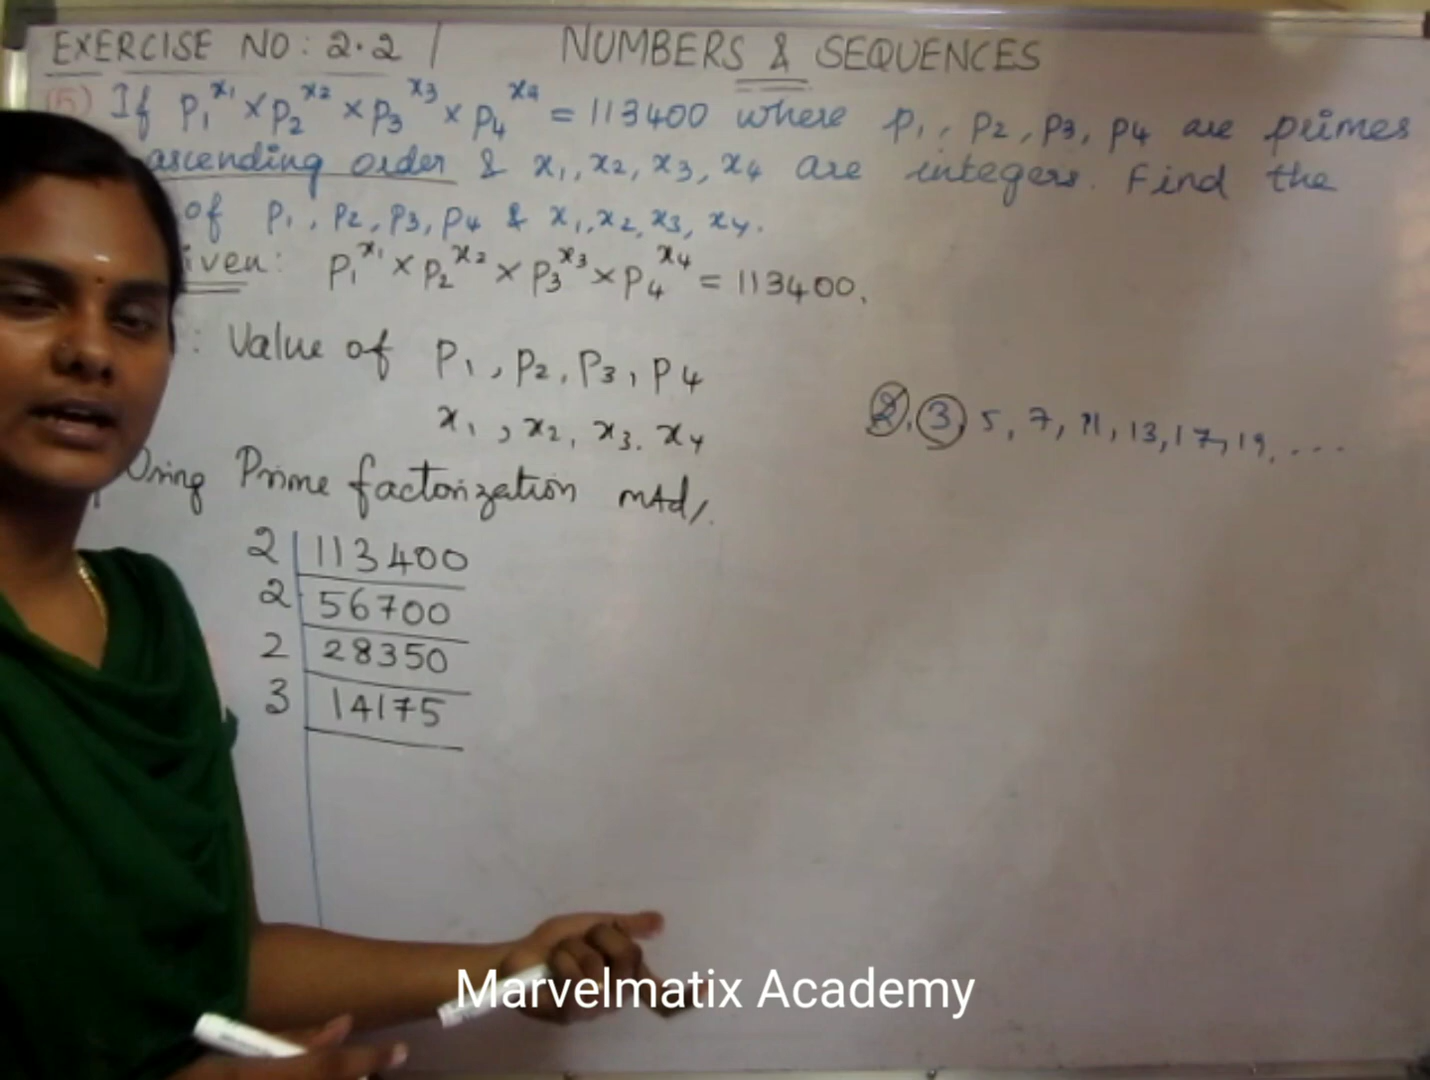 EXERCISE NO: 2.2 / NUMBERS & SEQUENCES
(5) If p₁^x₁ × p₂^x₂ × p₃^x₃ × p₄^x₄ = 113400 where p₁, p₂, p₃, p₄ are primes
ascending order & x₁, x₂, x₃, x₄ are integers. Find the
of p₁, p₂, p₃, p₄ & x₁, x₂, x₃, x₄.
iven: p₁^x₁ × p₂^x₂ × p₃^x₃ × p₄^x₄ = 113400.
: Value of p₁, p₂, p₃, p₄
x₁, x₂, x₃. x₄
2, 3, 5, 7, 11, 13, 17, 19, ...
Using Prime factorization mtd,.
2 | 113400
2 | 56700
2 | 28350
3 | 14175
Marvelmatix Academy